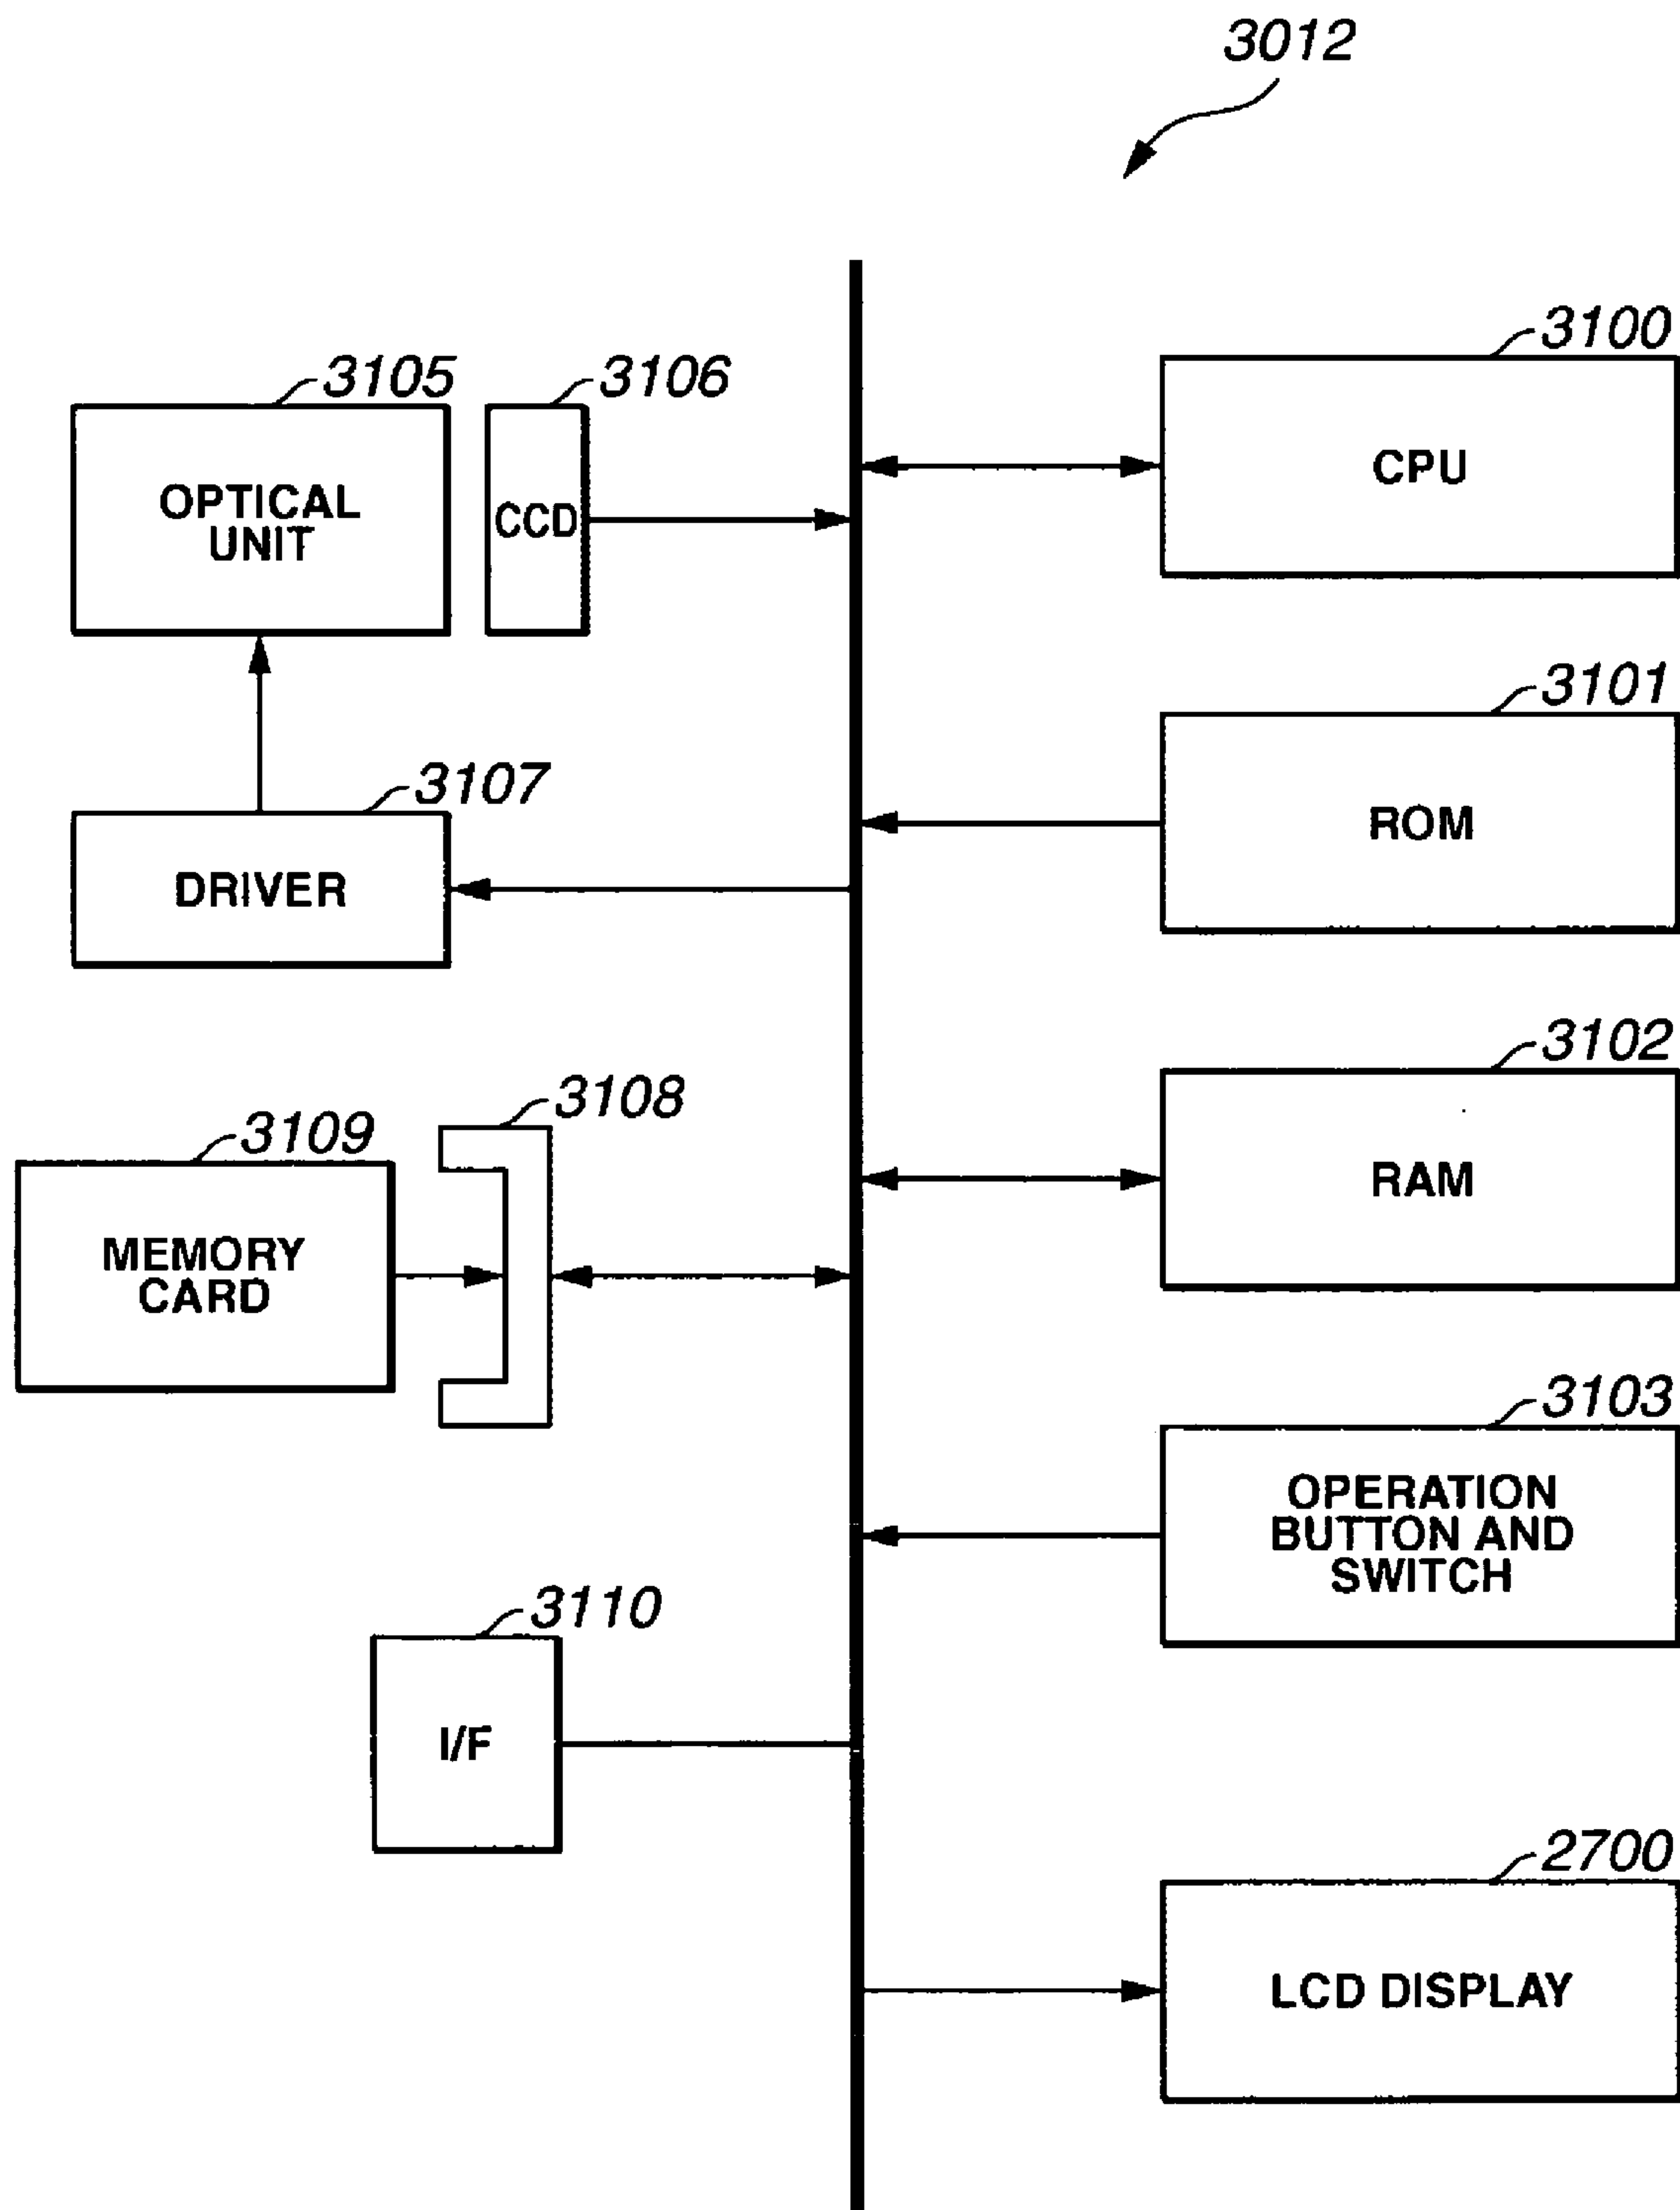 3012
3105
OPTICAL
UNIT
3106
CCD
3107
DRIVER
3109
MEMORY
CARD
3108
3110
I/F
3100
CPU
3101
ROM
3102
RAM
3103
OPERATION
BUTTON AND
SWITCH
2700
LCD DISPLAY